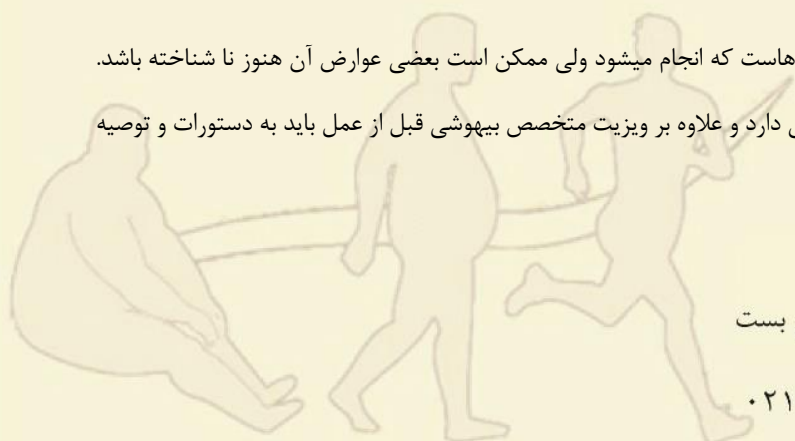 هاست که انجام میشود ولی ممکن است بعضی عوارض آن هنوز نا شناخته باشد.
دارد و علاوه بر ویزیت متخصص بیهوشی قبل از عمل باید به دستورات و توصیه
بست
۰۲۱